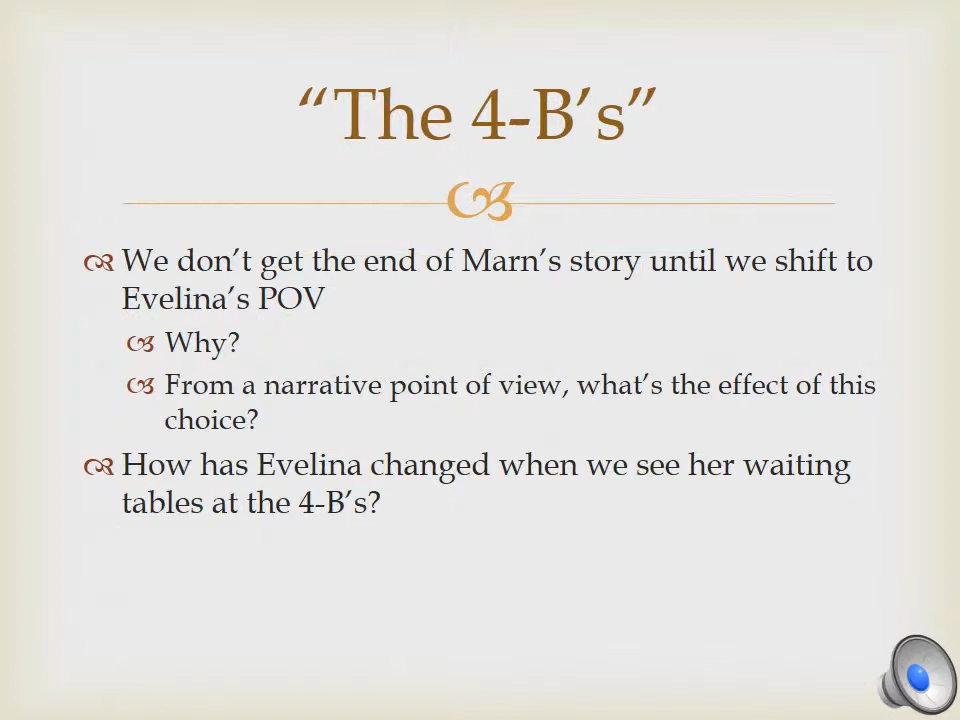 “The 4-B’s”
We don’t get the end of Marn’s story until we shift to
Evelina’s POV
Why?
From a narrative point of view, what’s the effect of this
choice?
How has Evelina changed when we see her waiting
tables at the 4-B’s?